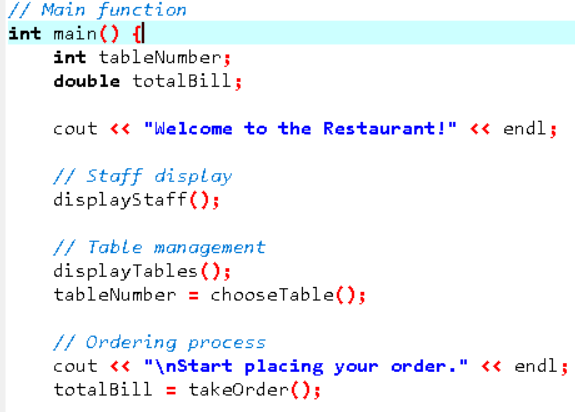 // Main function
int main() {
    int tableNumber;
    double totalBill;

    cout << "Welcome to the Restaurant!" << endl;

    // Staff display
    displayStaff();

    // Table management
    displayTables();
    tableNumber = chooseTable();

    // Ordering process
    cout << "\nStart placing your order." << endl;
    totalBill = takeOrder();